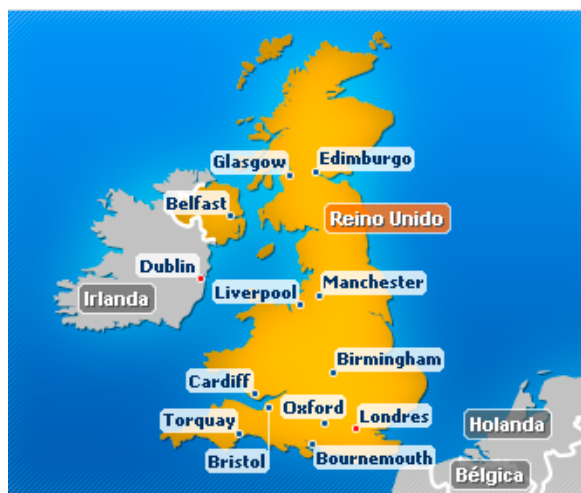 Glasgow
Edimburgo
Belfast
Reino Unido
Dublin
Irlanda
Liverpool
Manchester
Birmingham
Cardiff
Oxford
Londres
Torquay
Holanda
Bristol
Bournemouth
Bélgica